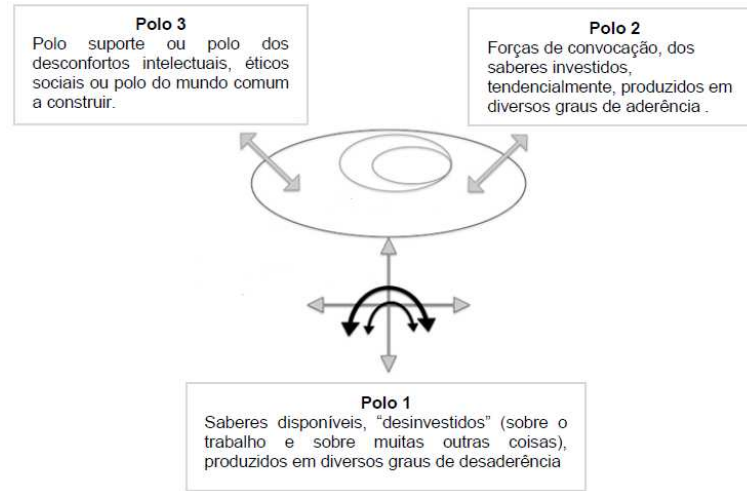 Polo 3
Polo suporte ou polo dos
desconfortos intelectuais, éticos
sociais ou polo do mundo comum
a construir.
Polo 2
Forças de convocação, dos
saberes investidos,
tendencialmente, produzidos em
diversos graus de aderência .
Polo 1
Saberes disponíveis, “desinvestidos” (sobre o
trabalho e sobre muitas outras coisas),
produzidos em diversos graus de desaderência